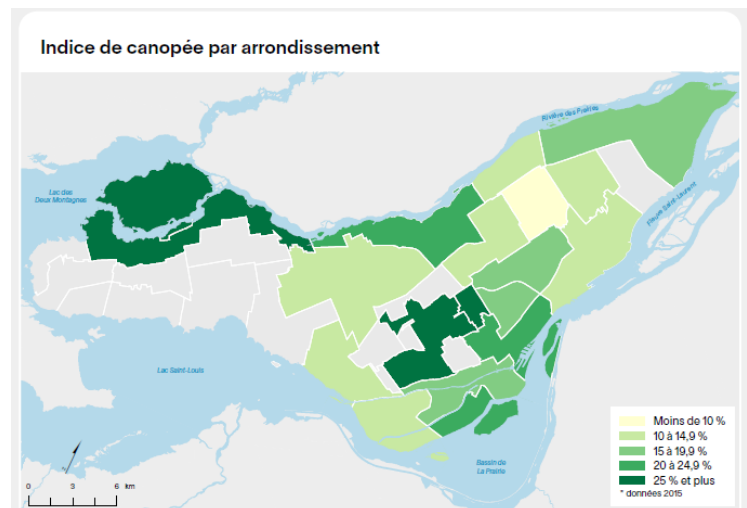 Indice de canopée par arrondissement
Rivière des Prairies
Lac des
Deux Montagnes
Fleuve Saint-Laurent
Lac Saint-Louis
Bassin de
La Prairie
0 3 6 km
Moins de 10 %
10 à 14,9 %
15 à 19,9 %
20 à 24,9 %
25 % et plus
* données 2015